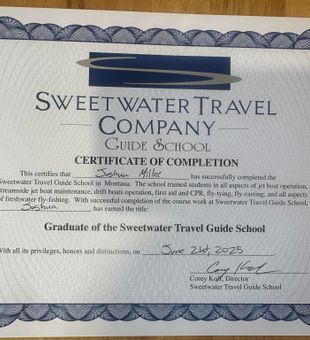 SWEETWATER TRAVEL
COMPANY
GUIDE SCHOOL
CERTIFICATE OF COMPLETION
This certifies that Joshua Miller has successfully completed the
Sweetwater Travel Guide School in Montana. The school trained students in all aspects of jet boat operation,
streamside jet boat maintenance, drift boats operation, first aid and CPR, fly-tying, fly-casting, and all aspects
of freshwater fly-fishing. With successful completion of the course work at Sweetwater Travel Guide School,
Joshua has earned the title:
Graduate of the Sweetwater Travel Guide School
With all its privileges, honors and distinctions, on June 21st, 2025
Corey Koff, Director
Sweetwater Travel Guide School